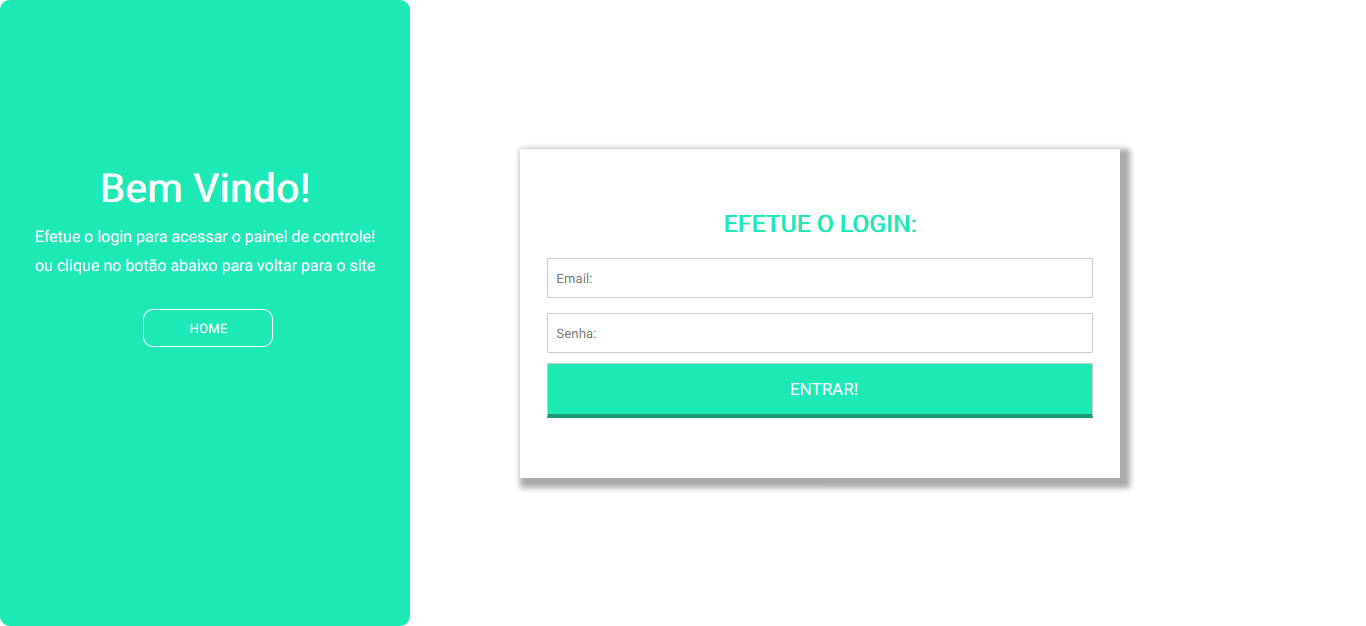 Bem Vindo!
Efetue o login para acessar o painel de controle!
ou clique no botão abaixo para voltar para o site
HOME
EFETUE O LOGIN:
Email:
Senha:
ENTRAR!